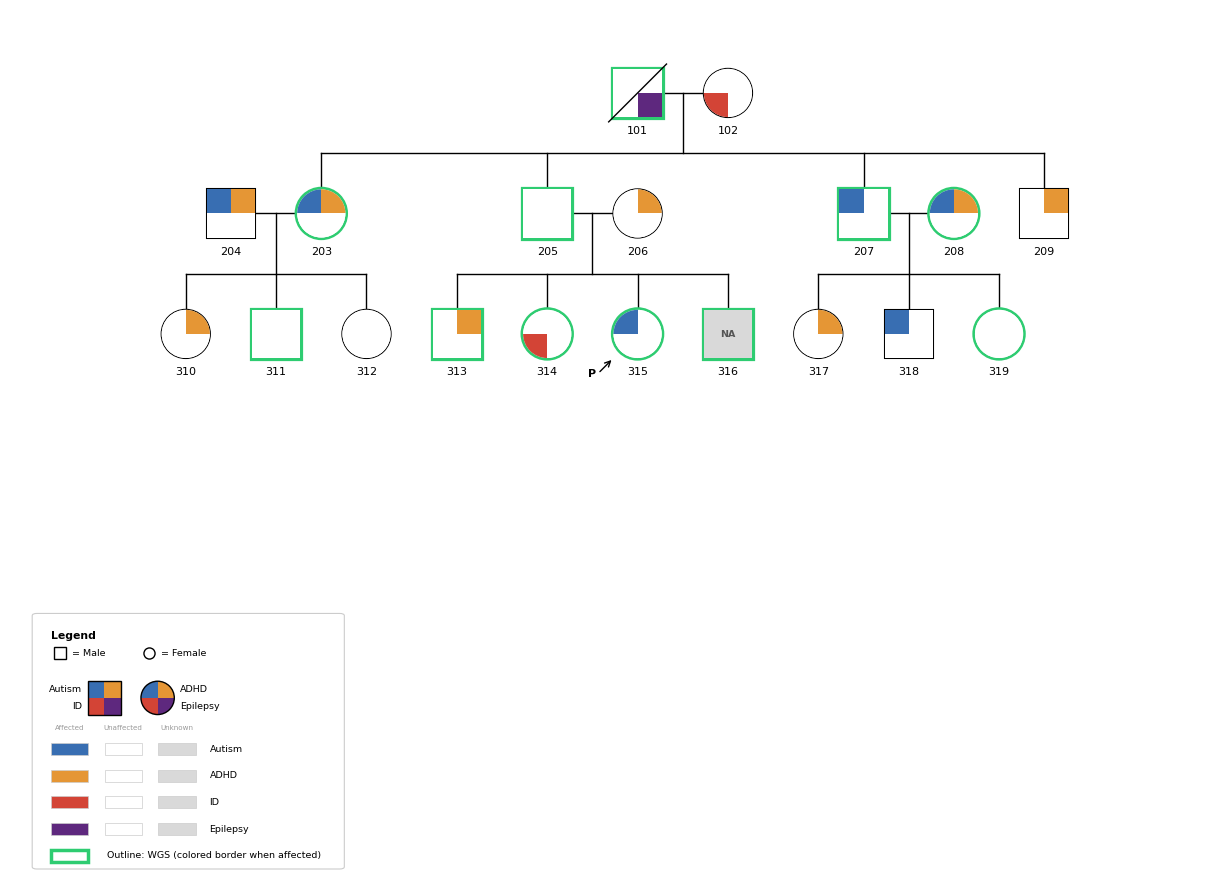 101 102
204 203 205 206 207 208 209
NA
310 311 312 313 314 315 316 317 318 319
P
Legend
= Male = Female
Autism ADHD
ID Epilepsy
Affected Unaffected Unknown
Autism
ADHD
ID
Epilepsy
Outline: WGS (colored border when affected)